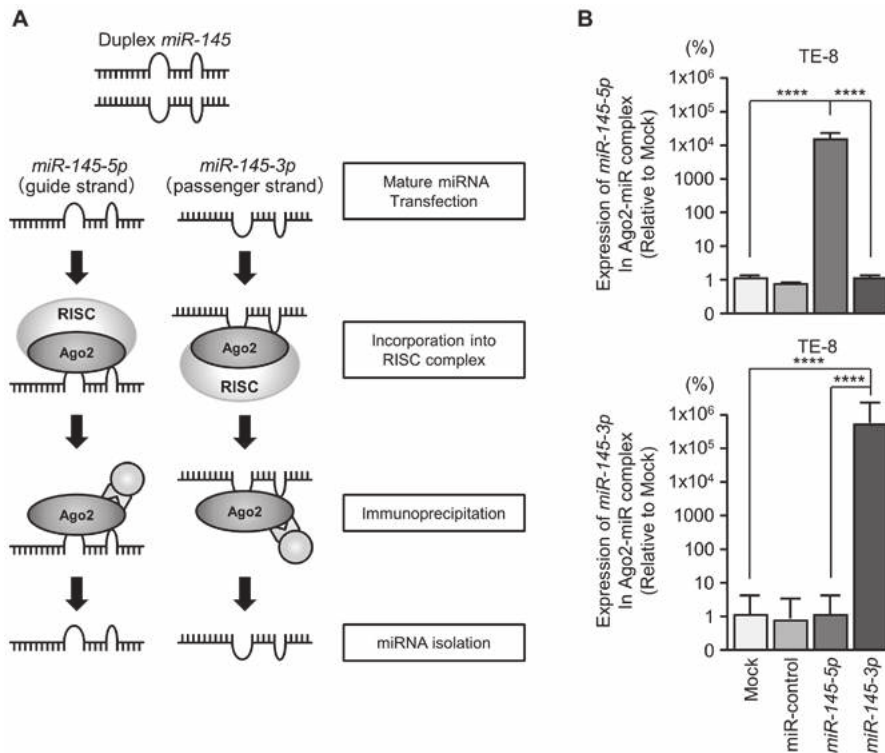 A
Duplex miR-145
miR-145-5p
(guide strand)
miR-145-3p
(passenger strand)
Mature miRNA
Transfection
RISC
Ago2
Ago2
RISC
Incorporation into
RISC complex
Ago2
Ago2
Immunoprecipitation
miRNA isolation
B
(%)
TE-8
Expression of miR-145-5p
In Ago2-miR complex
(Relative to Mock)
1x10⁶
1x10⁵
1x10⁴
1000
100
10
1
0
****
****
TE-8
(%)
Expression of miR-145-3p
In Ago2-miR complex
(Relative to Mock)
1x10⁶
1x10⁵
1x10⁴
1000
100
10
1
0
****
****
Mock
miR-control
miR-145-5p
miR-145-3p